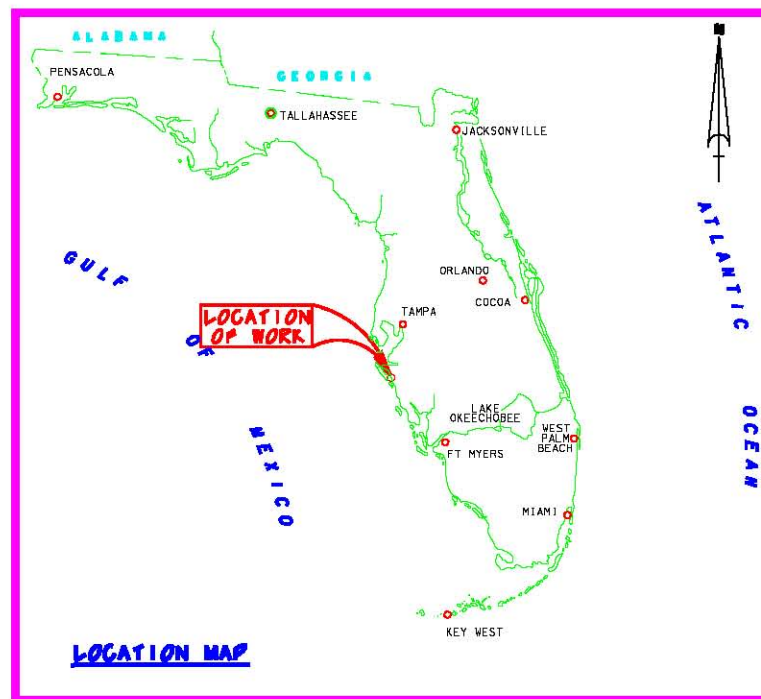 ALABAMA
N
PENSACOLA
GEORGIA
TALLAHASSEE
JACKSONVILLE
ATLANTIC
OCEAN
GULF
OF
MEXICO
ORLANDO
COCOA
LOCATION
OF WORK
TAMPA
LAKE
OKEECHOBEE
WEST
PALM
BEACH
FT MYERS
MIAMI
KEY WEST
LOCATION MAP